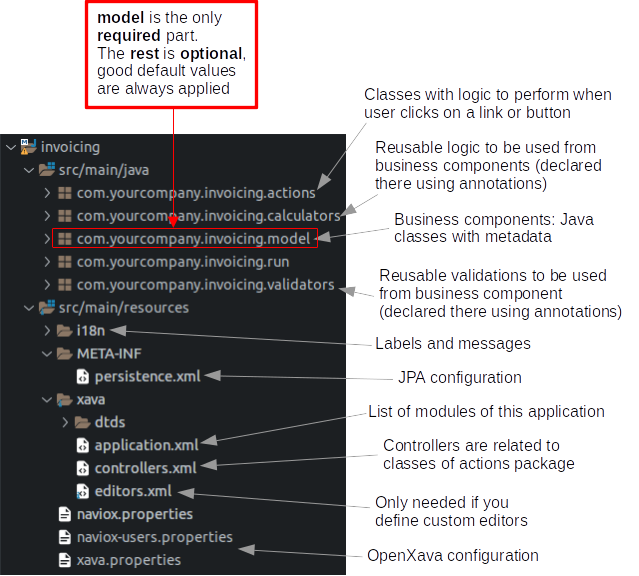 model is the only
required part.
The rest is optional,
good default values
are always applied
Classes with logic to perform when
user clicks on a link or button
Reusable logic to be used from
business components (declared
there using annotations)
Business components: Java
classes with metadata
Reusable validations to be used
from business component
(declared there using annotations)
Labels and messages
JPA configuration
List of modules of this application
Controllers are related to
classes of actions package
Only needed if you
define custom editors
OpenXava configuration
invoicing
src/main/java
com.yourcompany.invoicing.actions
com.yourcompany.invoicing.calculators
com.yourcompany.invoicing.model
com.yourcompany.invoicing.run
com.yourcompany.invoicing.validators
src/main/resources
i18n
META-INF
persistence.xml
xava
dtds
application.xml
controllers.xml
editors.xml
naviox.properties
naviox-users.properties
xava.properties